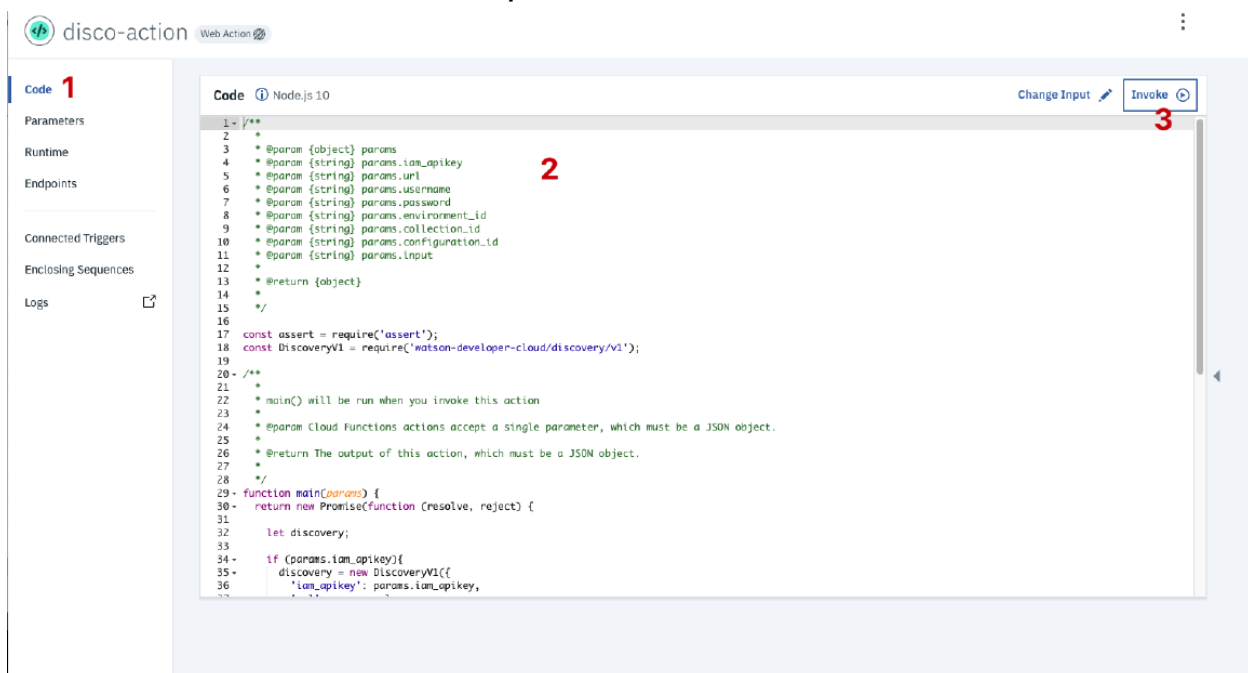 disco-action Web Action
Code 1
Parameters
Runtime
Endpoints
Connected Triggers
Enclosing Sequences
Logs
Code Node.js 10
Change Input
Invoke
3
2
1 /**
2 *
3 * @param {object} params
4 * @param {string} params.iam_apikey
5 * @param {string} params.url
6 * @param {string} params.username
7 * @param {string} params.password
8 * @param {string} params.environment_id
9 * @param {string} params.collection_id
10 * @param {string} params.configuration_id
11 * @param {string} params.input
12 *
13 * @return {object}
14 *
15 */
16
17 const assert = require('assert');
18 const DiscoveryV1 = require('watson-developer-cloud/discovery/v1');
19
20 /**
21 *
22 * main() will be run when you invoke this action
23 *
24 * @param Cloud Functions actions accept a single parameter, which must be a JSON object.
25 *
26 * @return The output of this action, which must be a JSON object.
27 *
28 */
29 function main(params) {
30 return new Promise(function (resolve, reject) {
31
32 let discovery;
33
34 if (params.iam_apikey){
35 discovery = new DiscoveryV1({
36 'iam_apikey': params.iam_apikey,